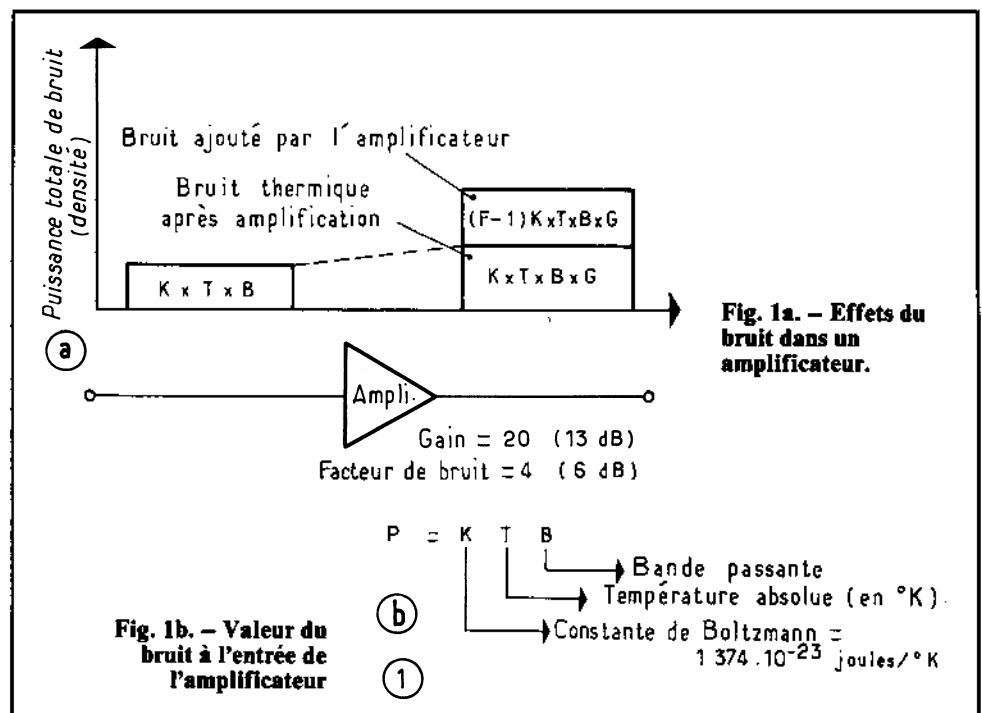 Puissance totale de bruit
(densité)
Bruit ajouté par l'amplificateur
Bruit thermique
après amplification
(F-1)KxTxBxG
K x T x B
KxTxBxG
Fig. 1a. – Effets du
bruit dans un
amplificateur.
a
Ampli.
Gain = 20 (13 dB)
Facteur de bruit = 4 (6 dB)
P = K T B
Bande passante
Température absolue (en °K)
Constante de Boltzmann =
1 374.10⁻²³ joules/°K
b
Fig. 1b. – Valeur du
bruit à l'entrée de
l'amplificateur
1